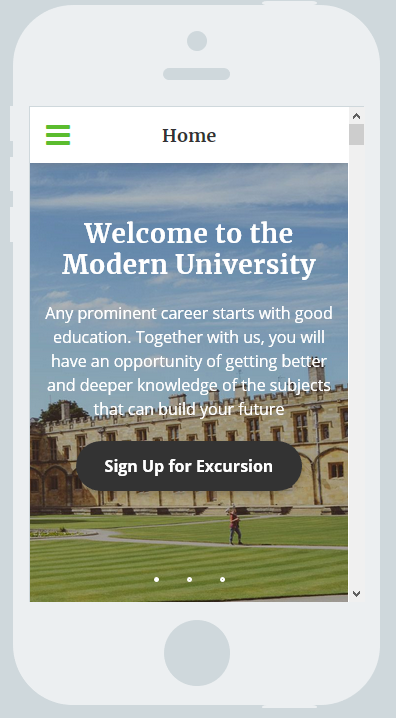 Home
Welcome to the
Modern University
Any prominent career starts with good
education. Together with us, you will
have an opportunity of getting better
and deeper knowledge of the subjects
that can build your future
Sign Up for Excursion